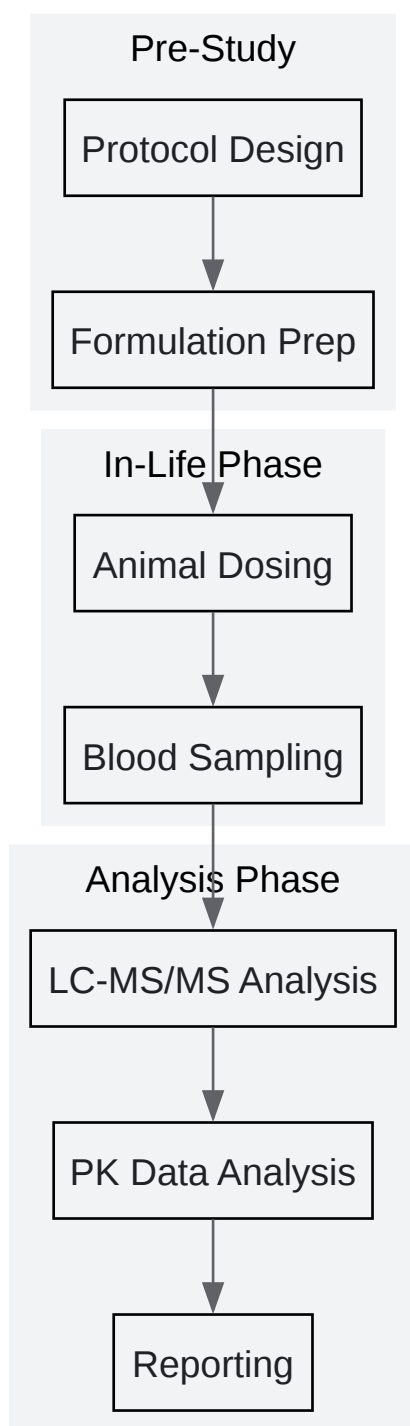 Pre-Study
Protocol Design
Formulation Prep
In-Life Phase
Animal Dosing
Blood Sampling
Analysis Phase
LC-MS/MS Analysis
PK Data Analysis
Reporting